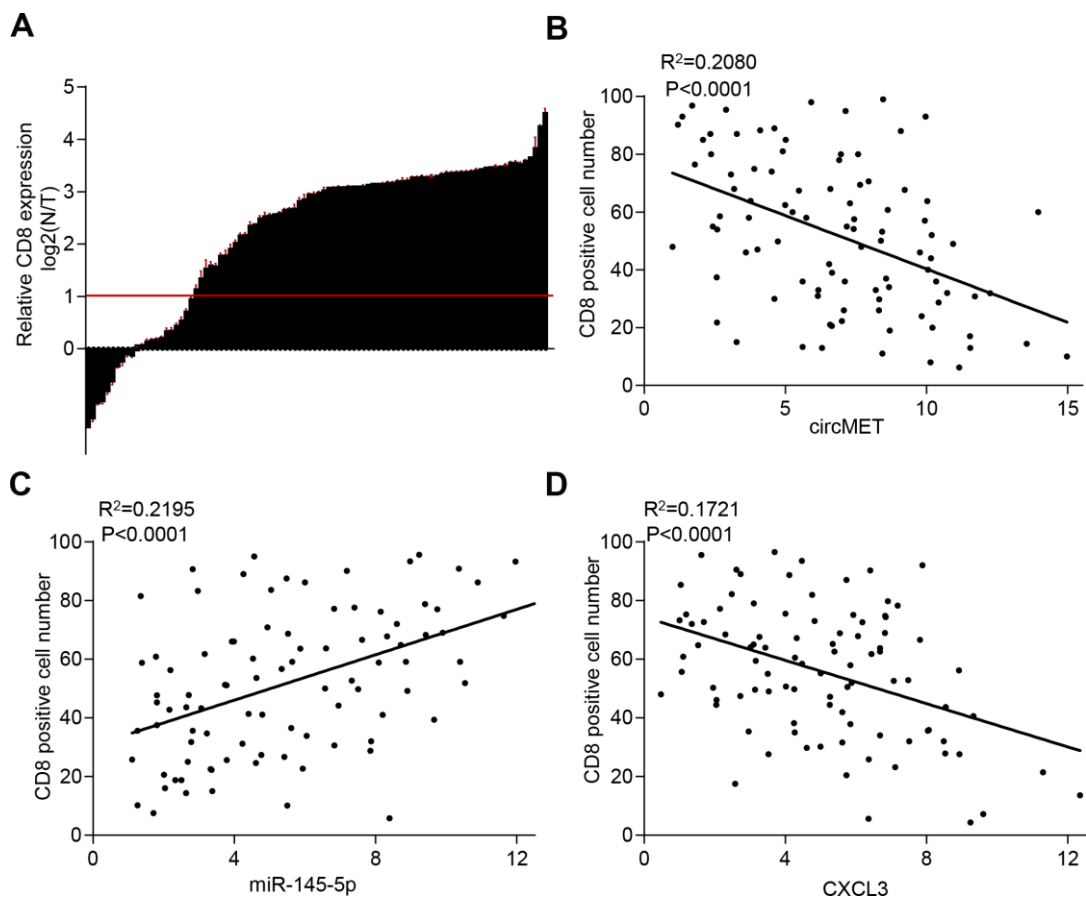 A
Relative CD8 expression
log2(N/T)
5
4
3
2
1
0
B
R²=0.2080
P<0.0001
CD8 positive cell number
100
80
60
40
20
0
0 5 10 15
circMET
C
R²=0.2195
P<0.0001
CD8 positive cell number
100
80
60
40
20
0
0 4 8 12
miR-145-5p
D
R²=0.1721
P<0.0001
CD8 positive cell number
100
80
60
40
20
0
0 4 8 12
CXCL3